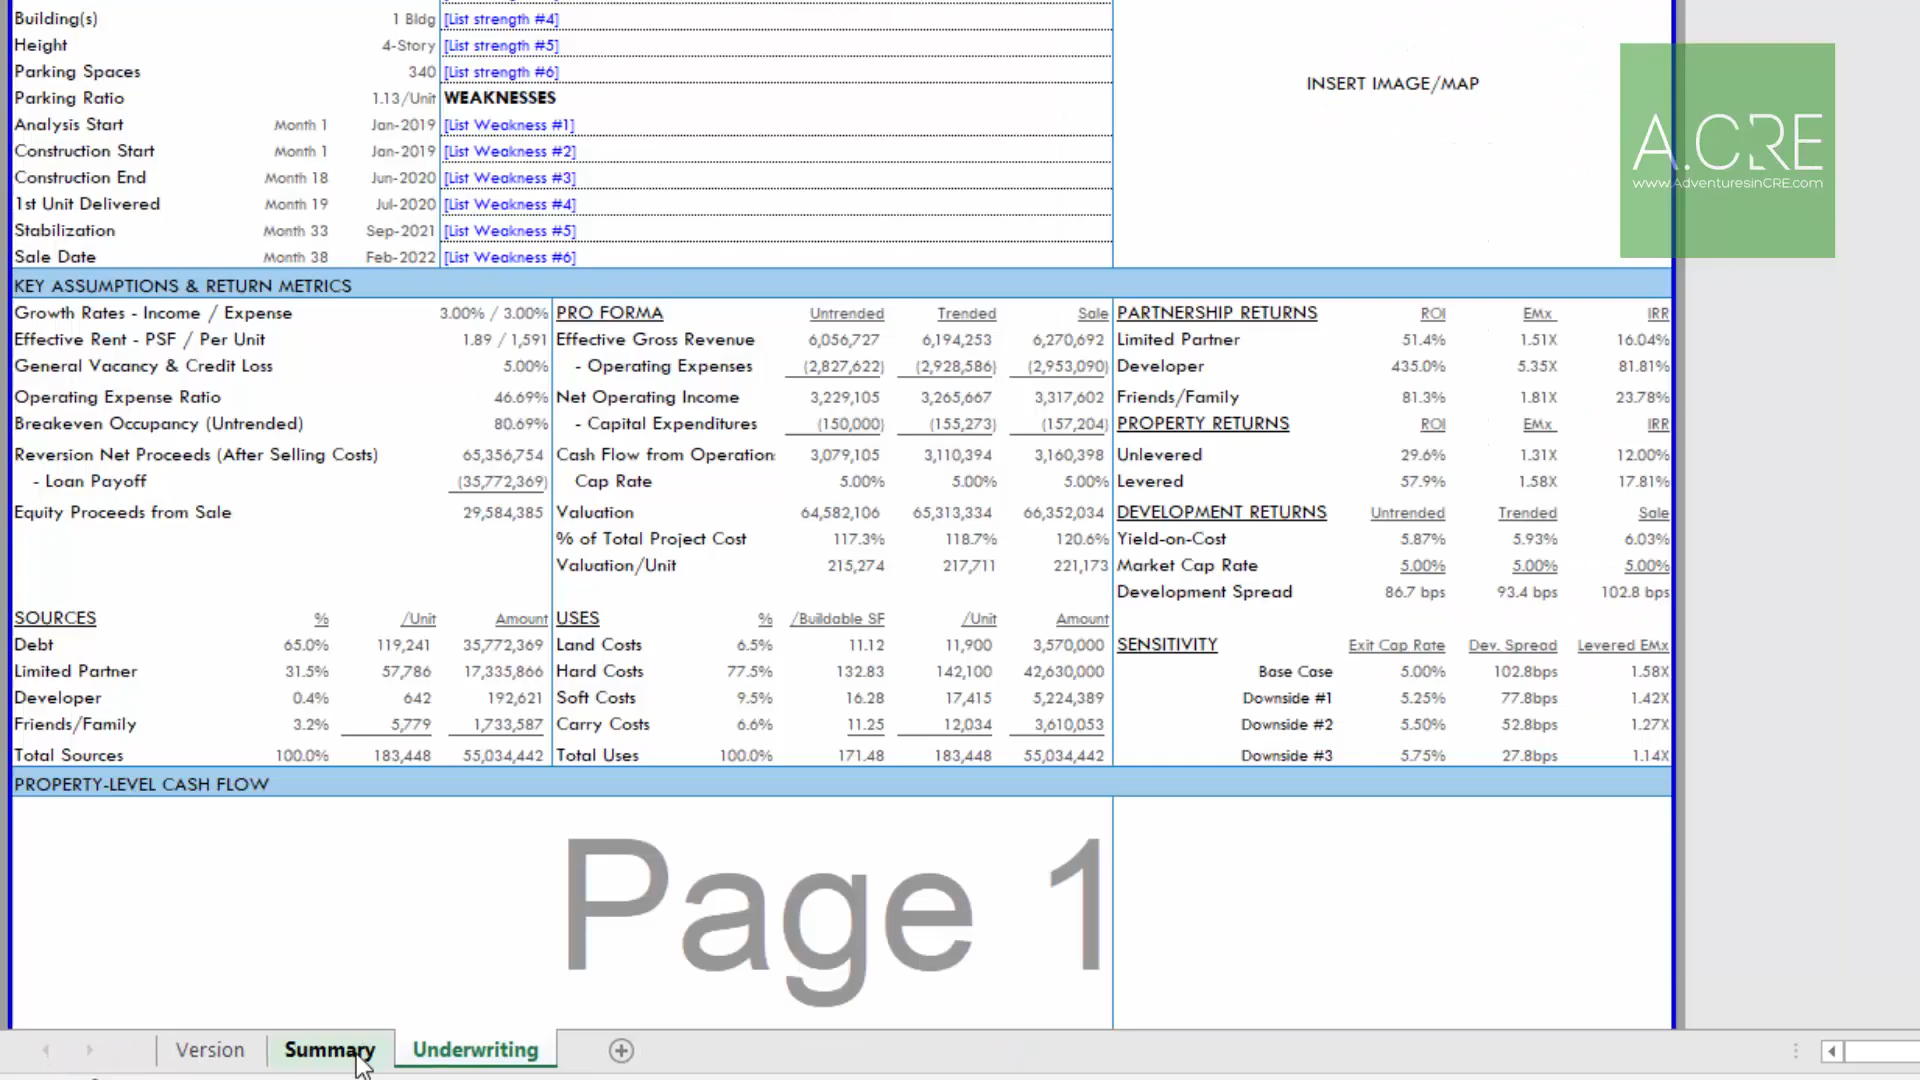 Building(s) 1 Bldg [List strength #4]
Height 4-Story [List strength #5]
Parking Spaces 340 [List strength #6]
Parking Ratio 1.13/Unit WEAKNESSES
Analysis Start Month 1 Jan-2019 [List Weakness #1]
Construction Start Month 1 Jan-2019 [List Weakness #2]
Construction End Month 18 Jun-2020 [List Weakness #3]
1st Unit Delivered Month 19 Jul-2020 [List Weakness #4]
Stabilization Month 33 Sep-2021 [List Weakness #5]
Sale Date Month 38 Feb-2022 [List Weakness #6]
INSERT IMAGE/MAP
A.CRE
www.AdventuresinCRE.com
KEY ASSUMPTIONS & RETURN METRICS
Growth Rates - Income / Expense 3.00% / 3.00%
Effective Rent - PSF / Per Unit 1.89 / 1,591
General Vacancy & Credit Loss 5.00%
Operating Expense Ratio 46.69%
Breakeven Occupancy (Untrended) 80.69%
Reversion Net Proceeds (After Selling Costs) 65,356,754
- Loan Payoff (35,772,369)
Equity Proceeds from Sale 29,584,385
PRO FORMA Untrended Trended Sale
Effective Gross Revenue 6,056,727 6,194,253 6,270,692
- Operating Expenses (2,827,622) (2,928,586) (2,953,090)
Net Operating Income 3,229,105 3,265,667 3,317,602
- Capital Expenditures (150,000) (155,273) (157,204)
Cash Flow from Operation 3,079,105 3,110,394 3,160,398
Cap Rate 5.00% 5.00% 5.00%
Valuation 64,582,106 65,313,334 66,352,034
% of Total Project Cost 117.3% 118.7% 120.6%
Valuation/Unit 215,274 217,711 221,173
PARTNERSHIP RETURNS ROI EMx IRR
Limited Partner 51.4% 1.51X 16.04%
Developer 435.0% 5.35X 81.81%
Friends/Family 81.3% 1.81X 23.78%
PROPERTY RETURNS ROI EMx IRR
Unlevered 29.6% 1.31X 12.00%
Levered 57.9% 1.58X 17.81%
DEVELOPMENT RETURNS Untrended Trended Sale
Yield-on-Cost 5.87% 5.93% 6.03%
Market Cap Rate 5.00% 5.00% 5.00%
Development Spread 86.7 bps 93.4 bps 102.8 bps
SOURCES % /Unit Amount
Debt 65.0% 119,241 35,772,369
Limited Partner 31.5% 57,786 17,335,866
Developer 0.4% 642 192,621
Friends/Family 3.2% 5,779 1,733,587
Total Sources 100.0% 183,448 55,034,442
USES % /Buildable SF /Unit Amount
Land Costs 6.5% 11.12 11,900 3,570,000
Hard Costs 77.5% 132.83 142,100 42,630,000
Soft Costs 9.5% 16.28 17,415 5,224,389
Carry Costs 6.6% 11.25 12,034 3,610,053
Total Uses 100.0% 171.48 183,448 55,034,442
SENSITIVITY Exit Cap Rate Dev. Spread Levered EMx
Base Case 5.00% 102.8bps 1.58X
Downside #1 5.25% 77.8bps 1.42X
Downside #2 5.50% 52.8bps 1.27X
Downside #3 5.75% 27.8bps 1.14X
PROPERTY-LEVEL CASH FLOW
Page 1
Version Summary Underwriting